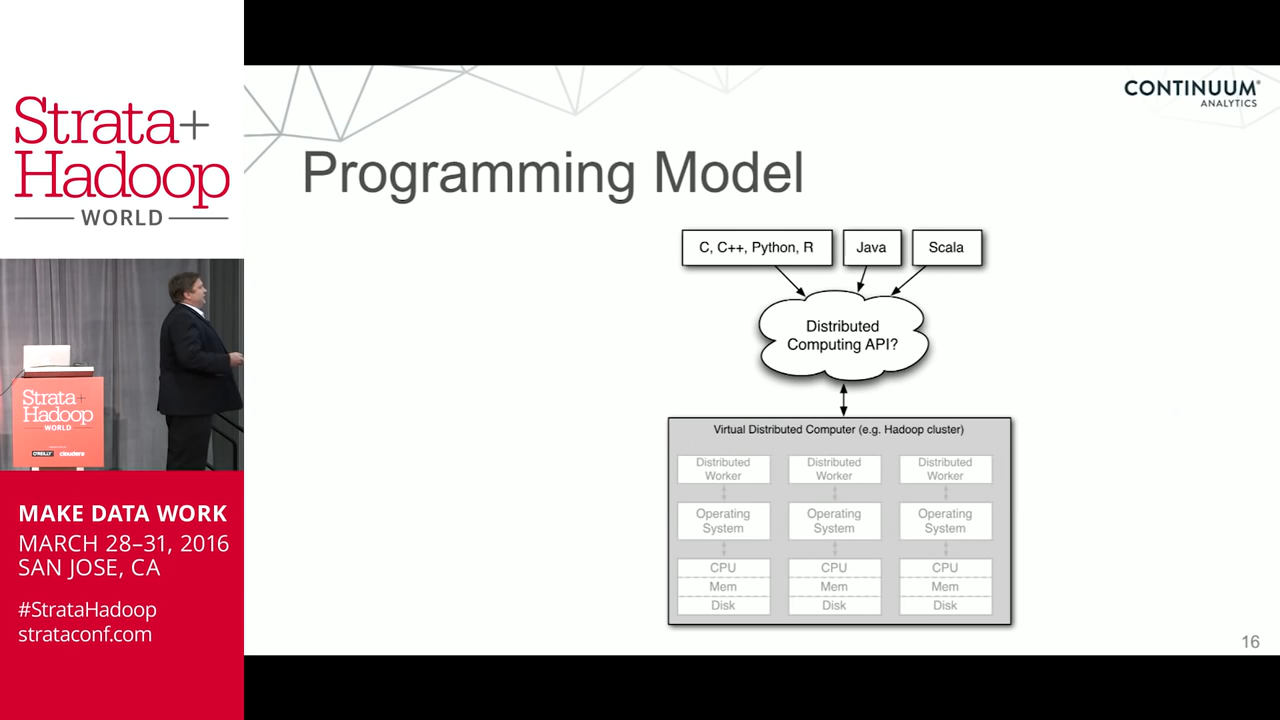 Strata+
Hadoop
WORLD
Strata+
Hadoop
WORLD
O'REILLY cloudera
MAKE DATA WORK
MARCH 28–31, 2016
SAN JOSE, CA
#StrataHadoop
strataconf.com
CONTINUUM®
ANALYTICS
Programming Model
C, C++, Python, R
Java
Scala
Distributed
Computing API?
Virtual Distributed Computer (e.g. Hadoop cluster)
Distributed
Worker
Distributed
Worker
Distributed
Worker
Operating
System
Operating
System
Operating
System
CPU
Mem
Disk
CPU
Mem
Disk
CPU
Mem
Disk
16